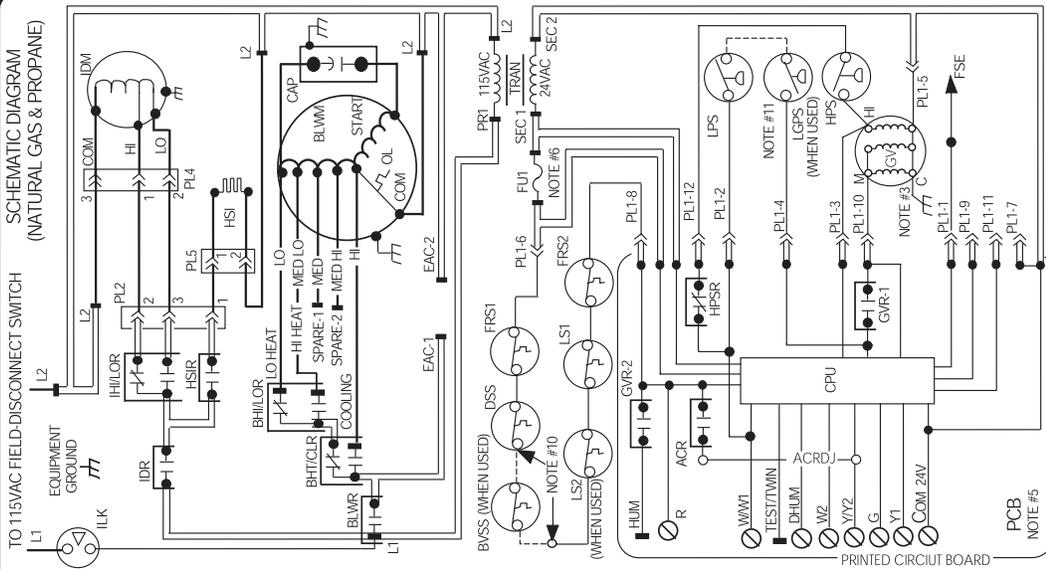 SCHEMATIC DIAGRAM
(NATURAL GAS & PROPANE)
TO 115VAC FIELD-DISCONNECT SWITCH
L1
L2
EQUIPMENT
GROUND
ILK
IDM
COM
HI
LO
3
1
2
PL4
L2
PL2
2
3
1
PL5
1
2
HSI
IHI/LOR
HSIR
IDR
L2
CAP
BLWM
START
OL
COM
LO
MED LO
MED
MED HI
HI
LO HEAT
HI HEAT
SPARE-1
SPARE-2
COOLING
BHI/LOR
BHT/CLR
BLWR
L1
L2
EAC-2
EAC-1
L2
PR1
115VAC
TRAN
24VAC
SEC 2
SEC 1
FU1
NOTE #6
PL1-6
FRS1
DSS
BVSS (WHEN USED)
NOTE #10
FRS2
LS1
LS2
(WHEN USED)
PL1-8
PL1-12
PL1-2
PL1-4
PL1-3
PL1-10
PL1-1
PL1-9
PL1-11
PL1-7
PL1-5
FSE
LPS
NOTE #11
LGPS
(WHEN USED)
HPS
HI
GV
M
C
NOTE #3
HPSR
GVR-1
GVR-2
ACR
CPU
ACRDJ
HUM
R
W/W1
TEST/TWIN
DHUM
W2
Y/Y2
G
Y1
COM 24V
PCB
NOTE #5
PRINTED CIRCIUT BOARD